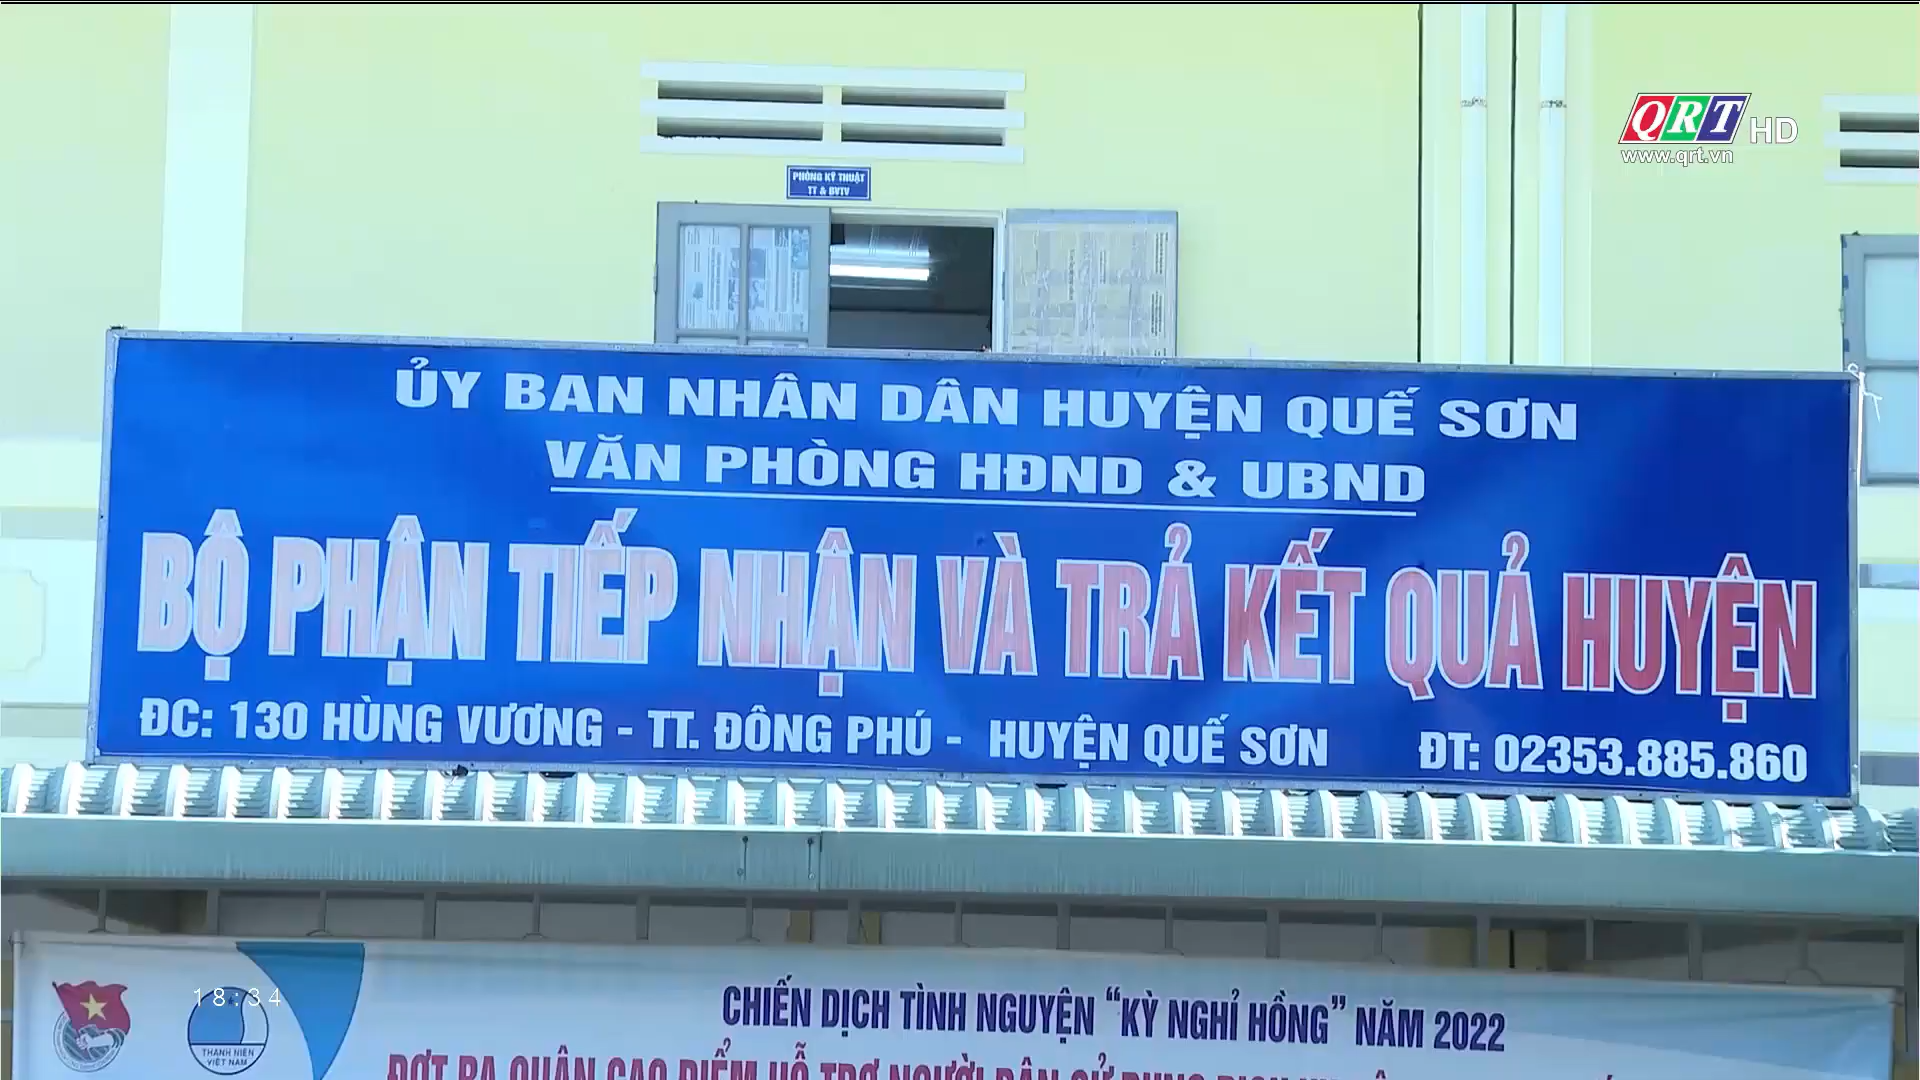 QRT HD
www.qrt.vn
PHÒNG KỸ THUẬT
TT & BVTV
ỦY BAN NHÂN DÂN HUYỆN QUẾ SƠN
VĂN PHÒNG HĐND & UBND
BỘ PHẬN TIẾP NHẬN VÀ TRẢ KẾT QUẢ HUYỆN
ĐC: 130 HÙNG VƯƠNG - TT. ĐÔNG PHÚ - HUYỆN QUẾ SƠN ĐT: 02353.885.860
18:34
THANH NIÊN
VIỆT NAM
CHIẾN DỊCH TÌNH NGUYỆN “KỲ NGHỈ HỒNG” NĂM 2022
ĐỢT RA QUÂN CAO ĐIỂM HỖ TRỢ NGƯỜI DÂN SỬ DỤNG DỊCH VỤ